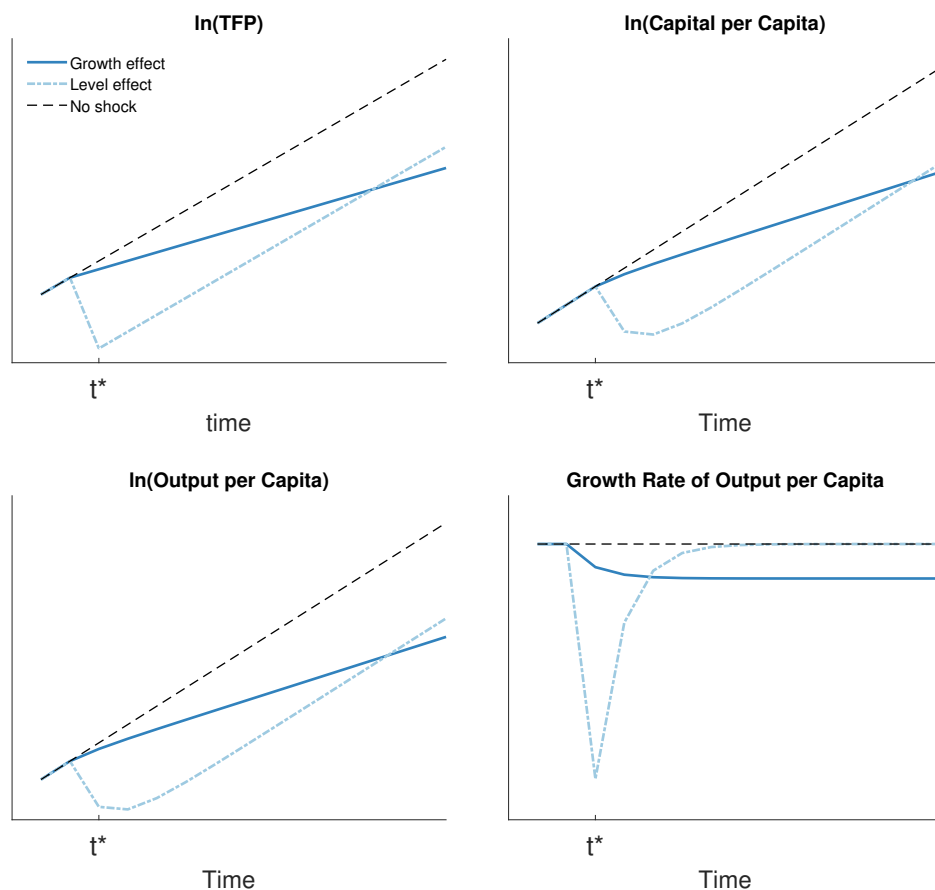 ln(TFP)
Growth effect
Level effect
No shock
t*
time
ln(Capital per Capita)
t*
Time
ln(Output per Capita)
t*
Time
Growth Rate of Output per Capita
t*
Time